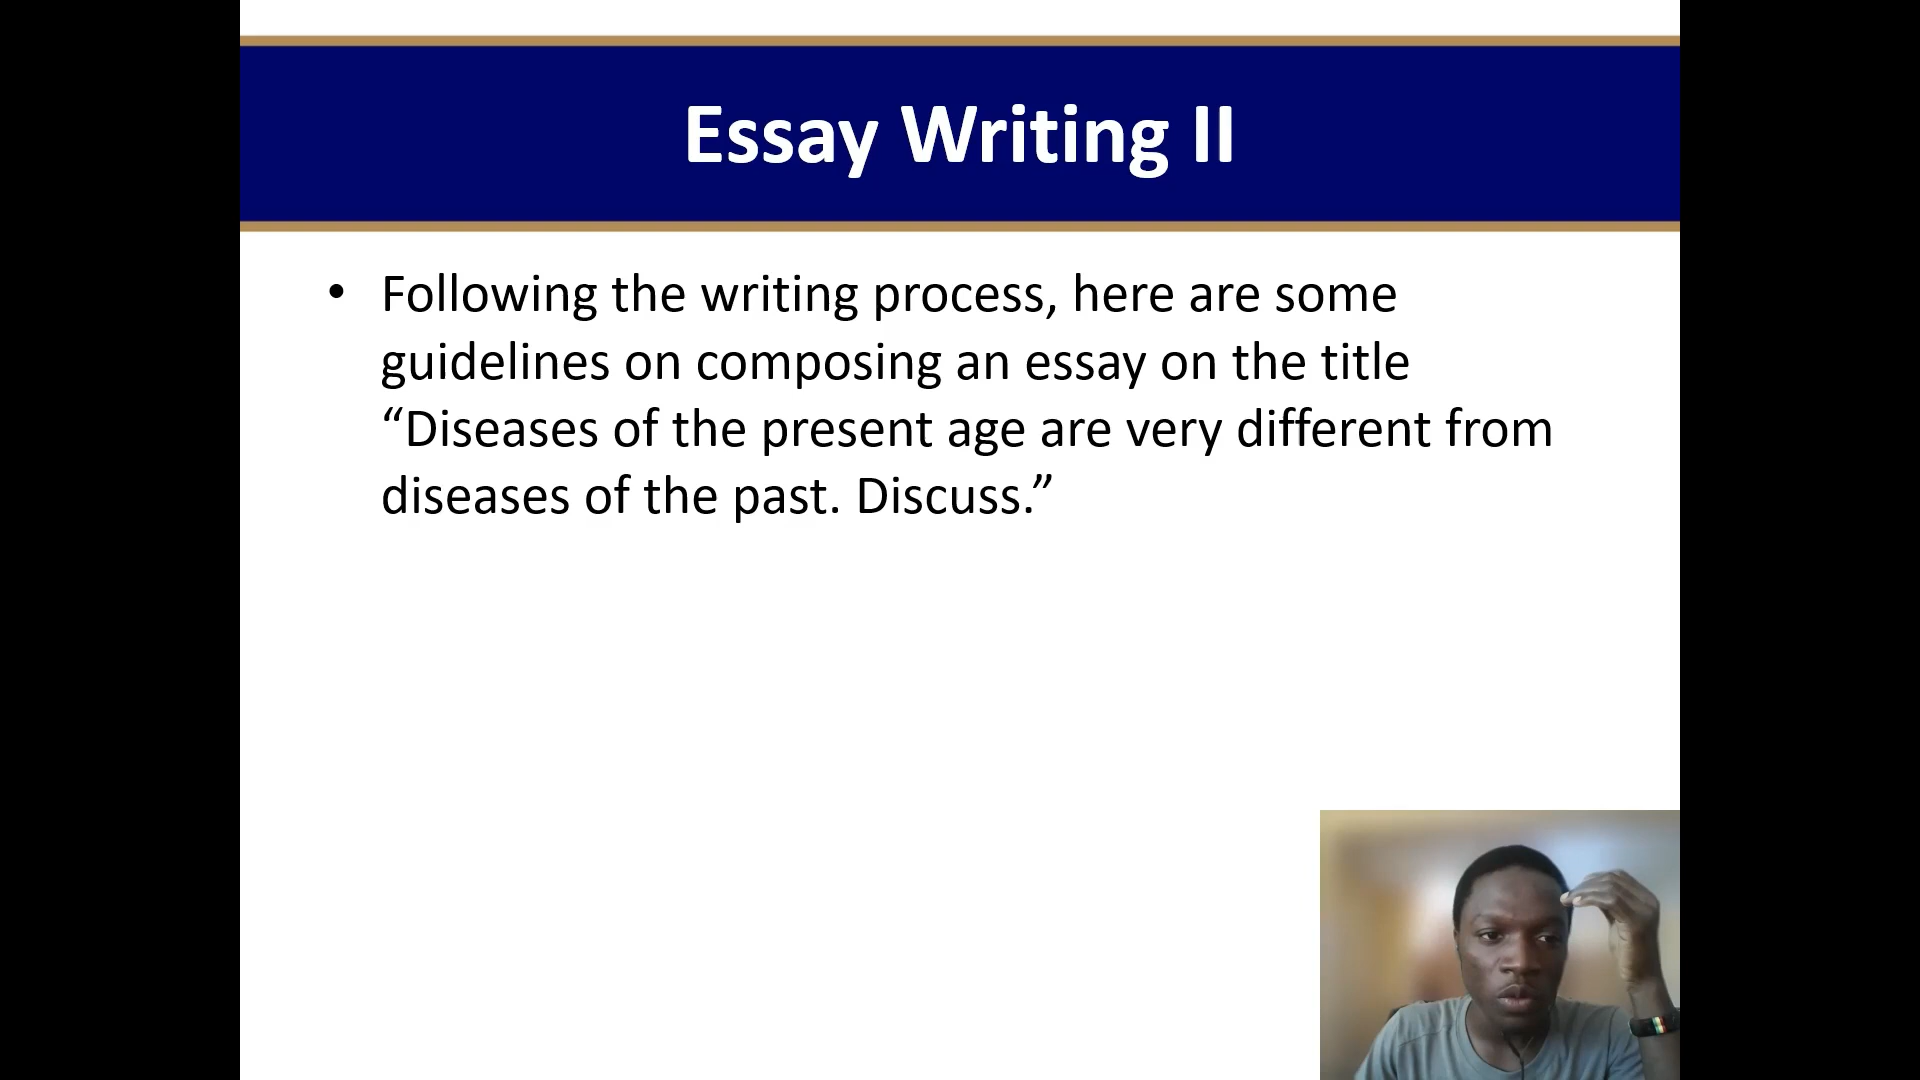 Essay Writing II
• Following the writing process, here are some
guidelines on composing an essay on the title
“Diseases of the present age are very different from
diseases of the past. Discuss.”